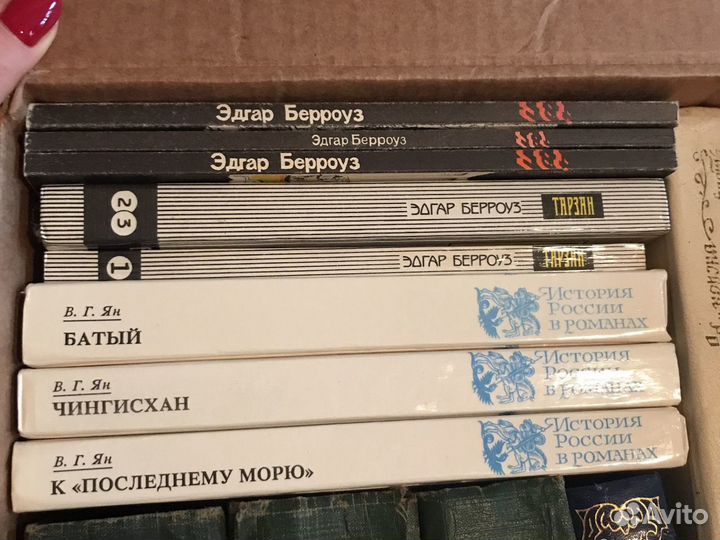 Эдгар Берроуз
Эдгар Берроуз
Эдгар Берроуз
2 3 ЭДГАР БЕРРОУЗ ТАРЗАН
1 ЭДГАР БЕРРОУЗ ТАРЗАН
В. Г. Ян
БАТЫЙ
ИСТОРИЯ
РОССИИ
В РОМАНАХ
В. Г. Ян
ЧИНГИСХАН
ИСТОРИЯ
РОССИИ
В РОМАНАХ
В. Г. Ян
К «ПОСЛЕДНЕМУ МОРЮ»
ИСТОРИЯ
РОССИИ
В РОМАНАХ
Avito